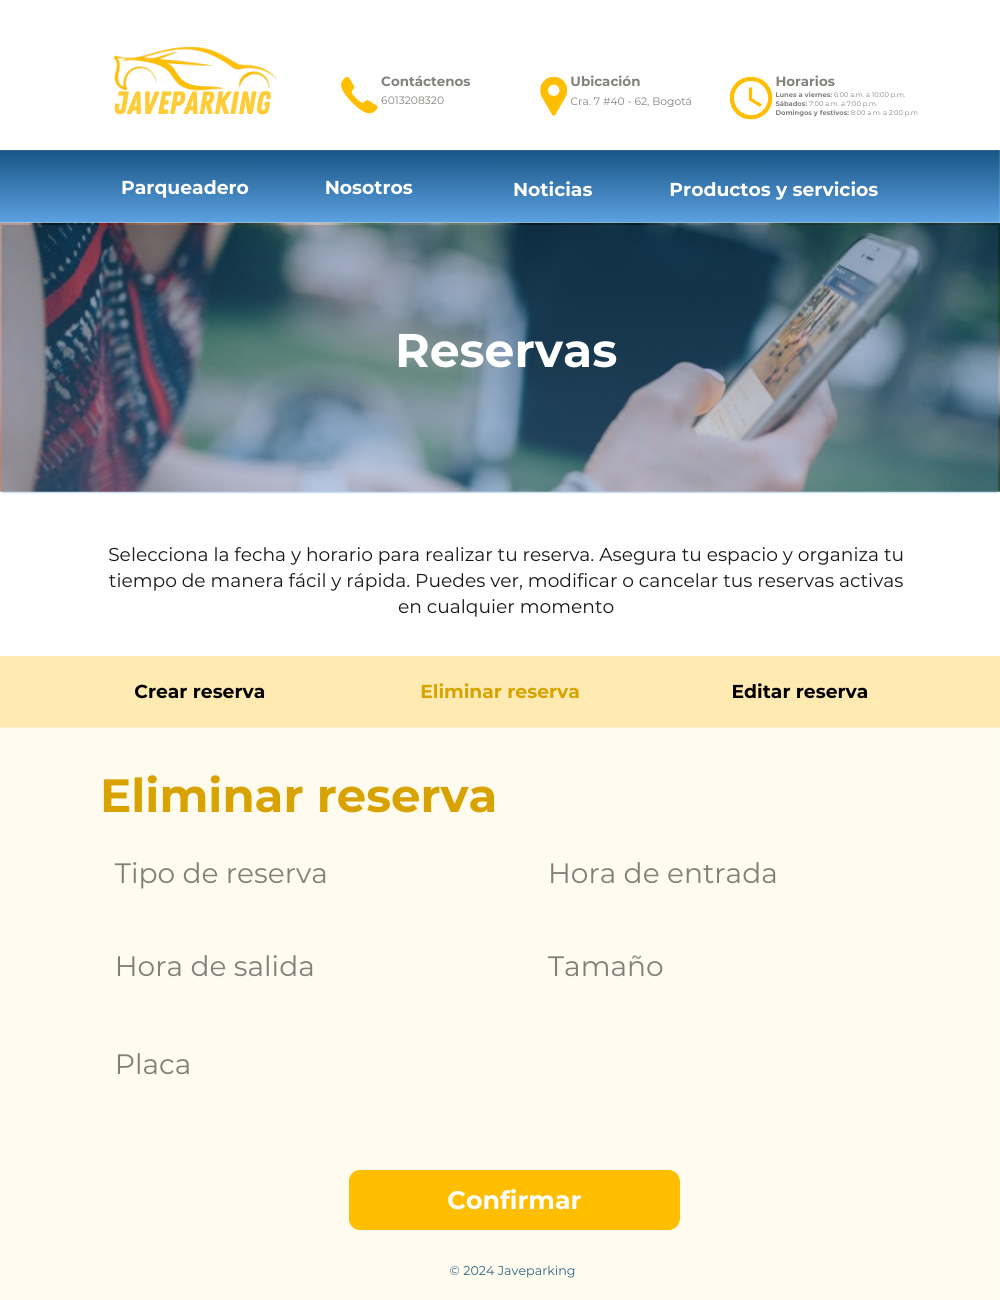 JAVEPARKING
Contáctenos
6013208320
Ubicación
Cra. 7 #40 - 62, Bogotá
Horarios
Lunes a viernes: 6:00 a.m. a 10:00 p.m.
Sábados: 7:00 a.m. a 7:00 p.m.
Domingos y festivos: 8:00 a.m. a 2:00 p.m
Parqueadero
Nosotros
Noticias
Productos y servicios
Reservas
Selecciona la fecha y horario para realizar tu reserva. Asegura tu espacio y organiza tu
tiempo de manera fácil y rápida. Puedes ver, modificar o cancelar tus reservas activas
en cualquier momento
Crear reserva
Eliminar reserva
Editar reserva
Eliminar reserva
Tipo de reserva
Hora de entrada
Hora de salida
Tamaño
Placa
Confirmar
© 2024 Javeparking